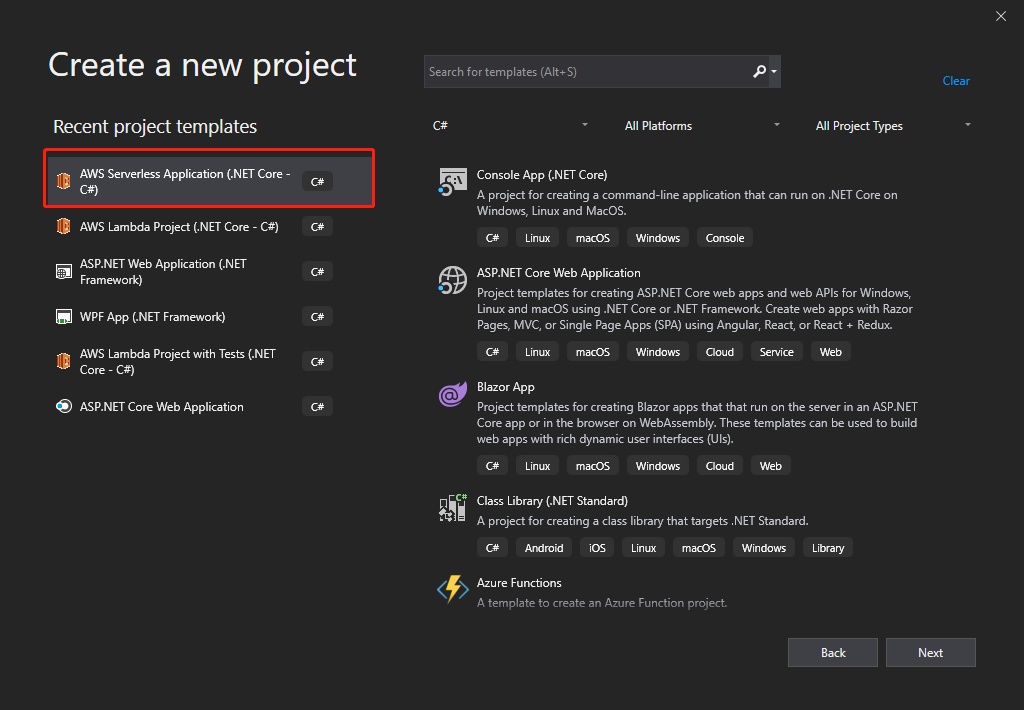 Create a new project
Search for templates (Alt+S)
Clear
Recent project templates
C#
All Platforms
All Project Types
AWS Serverless Application (.NET Core -
C#)
C#
AWS Lambda Project (.NET Core - C#)
C#
ASP.NET Web Application (.NET
Framework)
C#
WPF App (.NET Framework)
C#
AWS Lambda Project with Tests (.NET
Core - C#)
C#
ASP.NET Core Web Application
C#
Console App (.NET Core)
A project for creating a command-line application that can run on .NET Core on
Windows, Linux and MacOS.
C# Linux macOS Windows Console
ASP.NET Core Web Application
Project templates for creating ASP.NET Core web apps and web APIs for Windows,
Linux and macOS using .NET Core or .NET Framework. Create web apps with Razor
Pages, MVC, or Single Page Apps (SPA) using Angular, React, or React + Redux.
C# Linux macOS Windows Cloud Service Web
Blazor App
Project templates for creating Blazor apps that that run on the server in an ASP.NET
Core app or in the browser on WebAssembly. These templates can be used to build
web apps with rich dynamic user interfaces (UIs).
C# Linux macOS Windows Cloud Web
Class Library (.NET Standard)
A project for creating a class library that targets .NET Standard.
C# Android iOS Linux macOS Windows Library
Azure Functions
A template to create an Azure Function project.
Back
Next